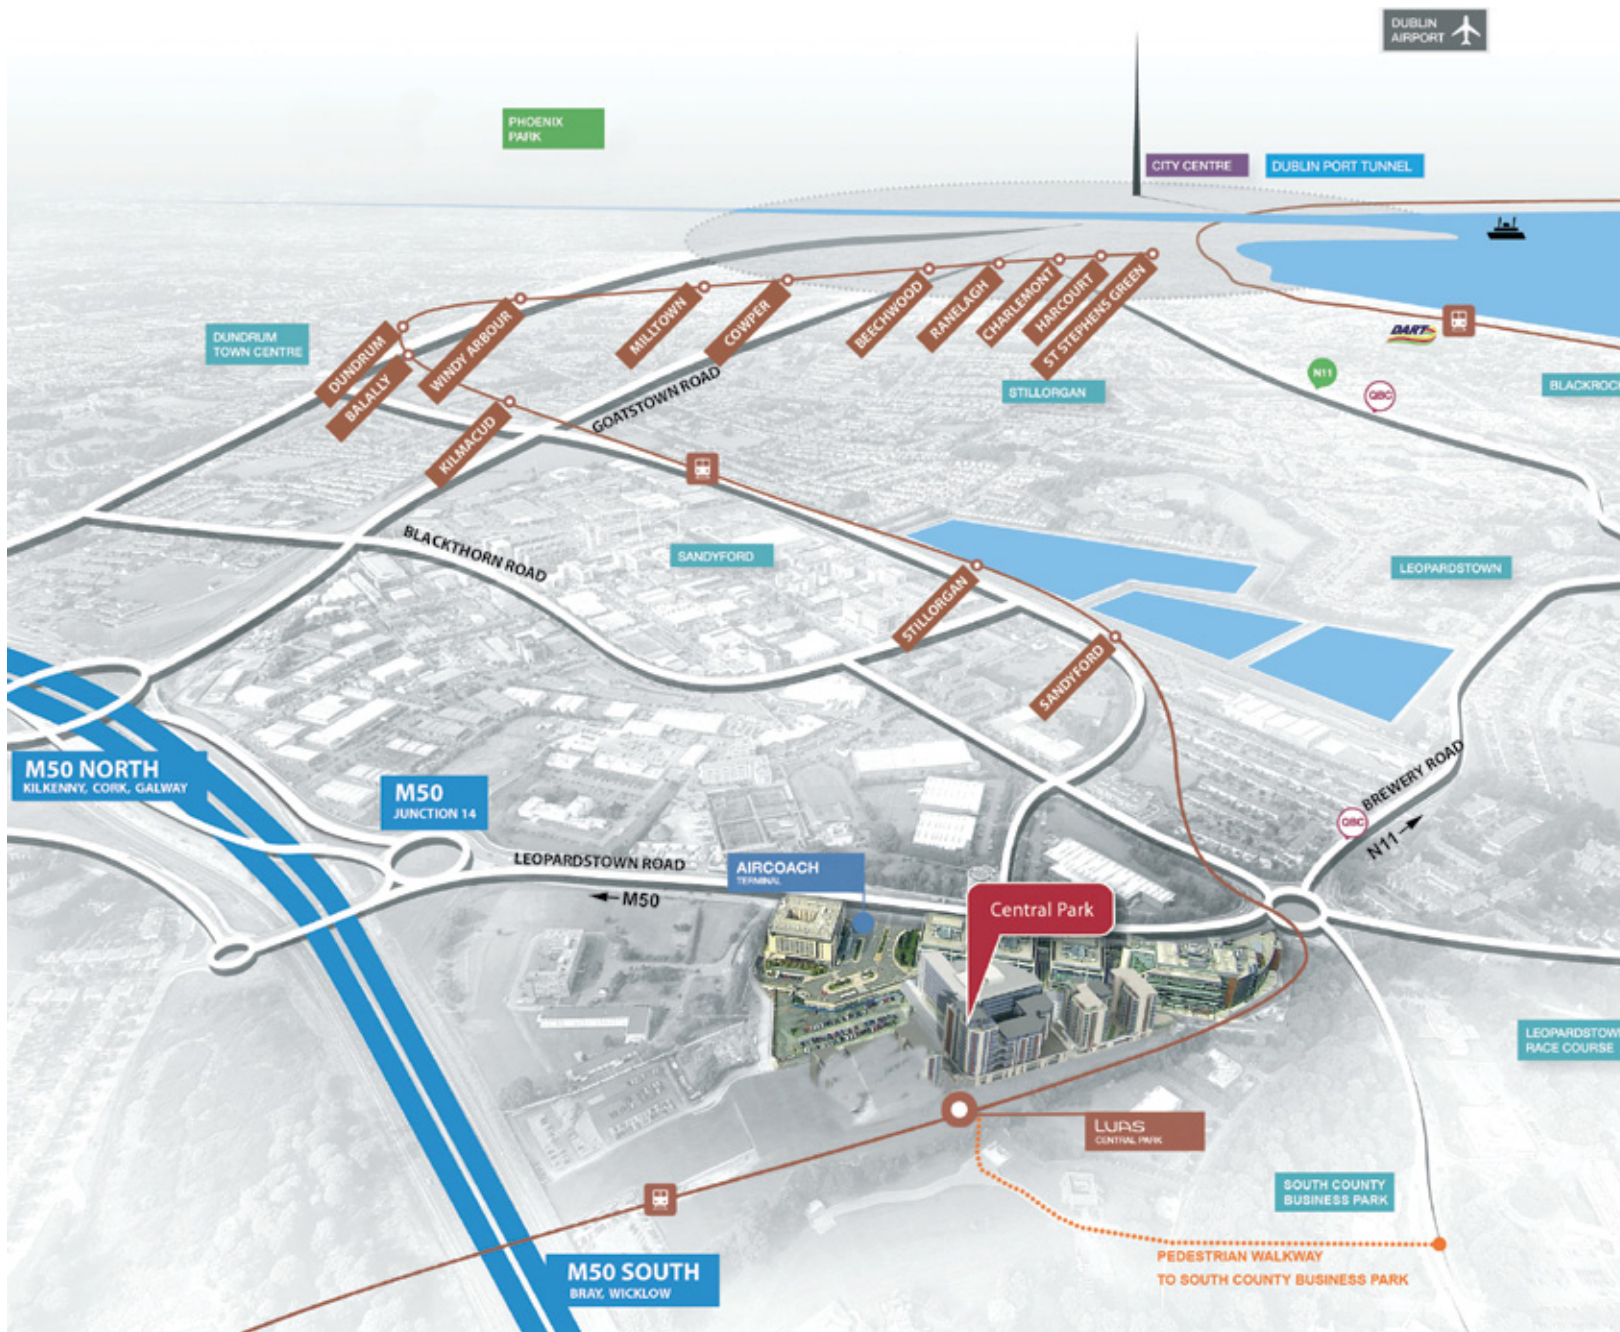 DUBLIN
AIRPORT
PHOENIX
PARK
CITY CENTRE
DUBLIN PORT TUNNEL
DUNDRUM
TOWN CENTRE
DUNDRUM
BALALLY
WINDY ARBOUR
KILMACUD
MILLTOWN
COWPER
BEECHWOOD
RANELAGH
CHARLEMONT
HARCOURT
ST STEPHENS GREEN
DART
N11
QBC
STILLORGAN
BLACKROCK
GOATSTOWN ROAD
BLACKTHORN ROAD
SANDYFORD
LEOPARDSTOWN
STILLORGAN
SANDYFORD
M50 NORTH
KILKENNY, CORK, GALWAY
M50
JUNCTION 14
BREWERY ROAD
QBC
N11
LEOPARDSTOWN ROAD
M50
AIRCOACH
TERMINAL
Central Park
LEOPARDSTOWN
RACE COURSE
LUAS
CENTRAL PARK
SOUTH COUNTY
BUSINESS PARK
PEDESTRIAN WALKWAY
TO SOUTH COUNTY BUSINESS PARK
M50 SOUTH
BRAY, WICKLOW